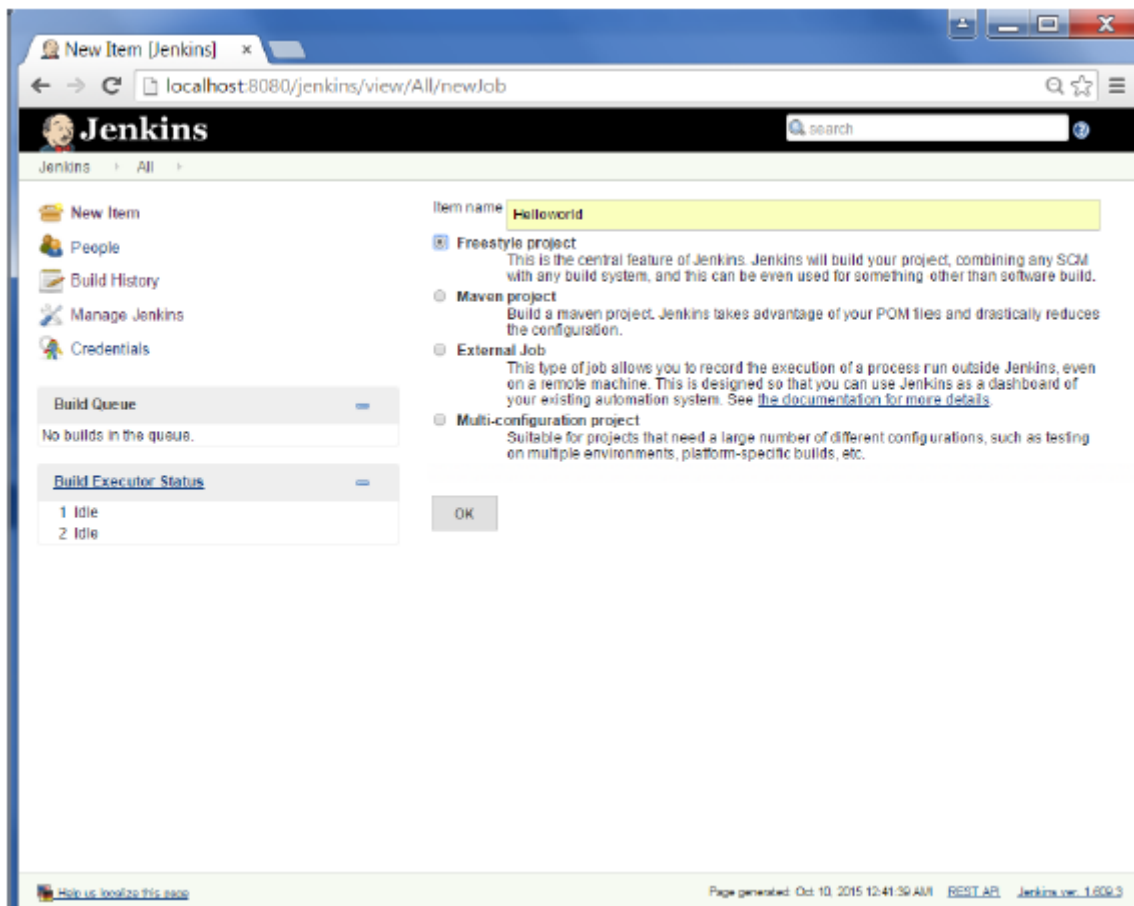 New Item [Jenkins]
localhost:8080/jenkins/view/All/newJob
Jenkins
search
Jenkins
All
New Item
People
Build History
Manage Jenkins
Credentials
Build Queue
No builds in the queue.
Build Executor Status
1 Idle
2 Idle
Item name
Helloworld
Freestyle project
This is the central feature of Jenkins. Jenkins will build your project, combining any SCM
with any build system, and this can be even used for something other than software build.
Maven project
Build a maven project. Jenkins takes advantage of your POM files and drastically reduces
the configuration.
External Job
This type of job allows you to record the execution of a process run outside Jenkins, even
on a remote machine. This is designed so that you can use Jenkins as a dashboard of
your existing automation system. See the documentation for more details.
Multi-configuration project
Suitable for projects that need a large number of different configurations, such as testing
on multiple environments, platform-specific builds, etc.
OK
Help us localize this page
Page generated: Oct 10, 2015 12:41:39 AM
REST API
Jenkins ver. 1.609.3